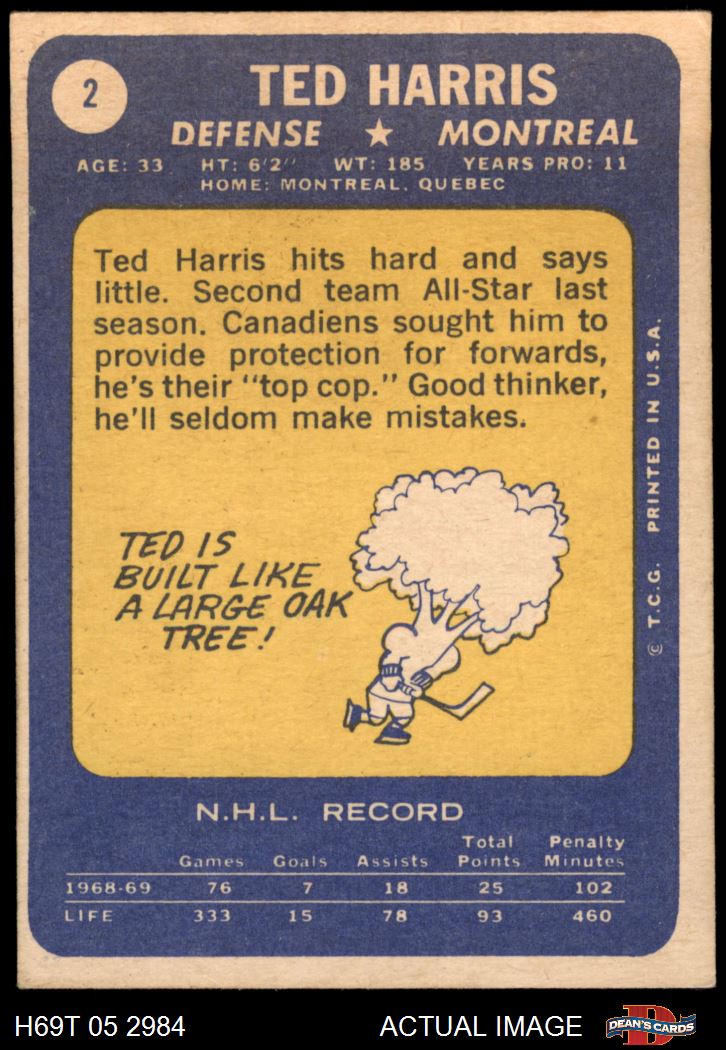 2
TED HARRIS
DEFENSE ★ MONTREAL
AGE: 33 HT: 6'2" WT: 185 YEARS PRO: 11
HOME: MONTREAL, QUEBEC
Ted Harris hits hard and says
little. Second team All-Star last
season. Canadiens sought him to
provide protection for forwards,
he's their "top cop." Good thinker,
he'll seldom make mistakes.
TED IS
BUILT LIKE
A LARGE OAK
TREE!
© T.C.G. PRINTED IN U.S.A.
N.H.L. RECORD
Games Goals Assists Total Points Penalty Minutes
1968-69 76 7 18 25 102
LIFE 333 15 78 93 460
H69T 05 2984 ACTUAL IMAGE
D
DEAN'S CARDS